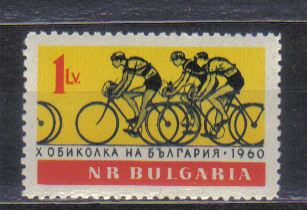 1 LV.
X ОБИКОЛКА НА БЪЛГАРИЯ · 1960
NR BULGARIA